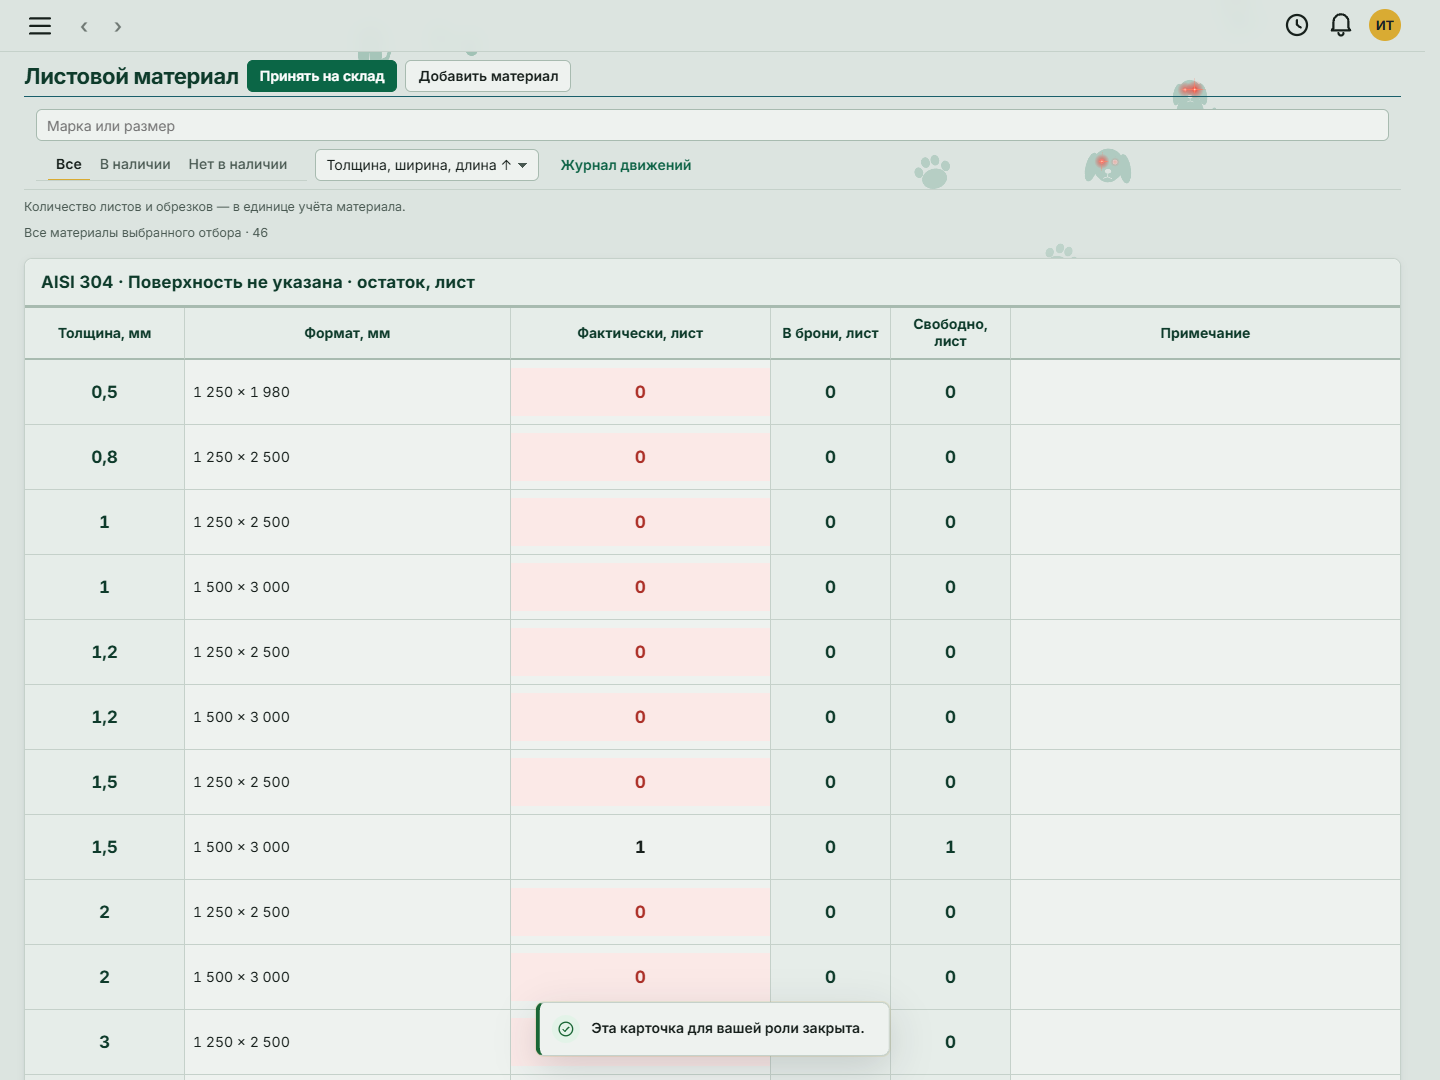 ‹ ›
ИТ
Листовой материал
Принять на склад
Добавить материал
Марка или размер
Все
В наличии
Нет в наличии
Толщина, ширина, длина ↑
Журнал движений
Количество листов и обрезков — в единице учёта материала.
Все материалы выбранного отбора · 46
AISI 304 · Поверхность не указана · остаток, лист
Толщина, мм Формат, мм Фактически, лист В брони, лист Свободно, лист Примечание
0,5 1 250 × 1 980 0 0 0
0,8 1 250 × 2 500 0 0 0
1 1 250 × 2 500 0 0 0
1 1 500 × 3 000 0 0 0
1,2 1 250 × 2 500 0 0 0
1,2 1 500 × 3 000 0 0 0
1,5 1 250 × 2 500 0 0 0
1,5 1 500 × 3 000 1 0 1
2 1 250 × 2 500 0 0 0
2 1 500 × 3 000 0 0 0
3 1 250 × 2 500 0
Эта карточка для вашей роли закрыта.